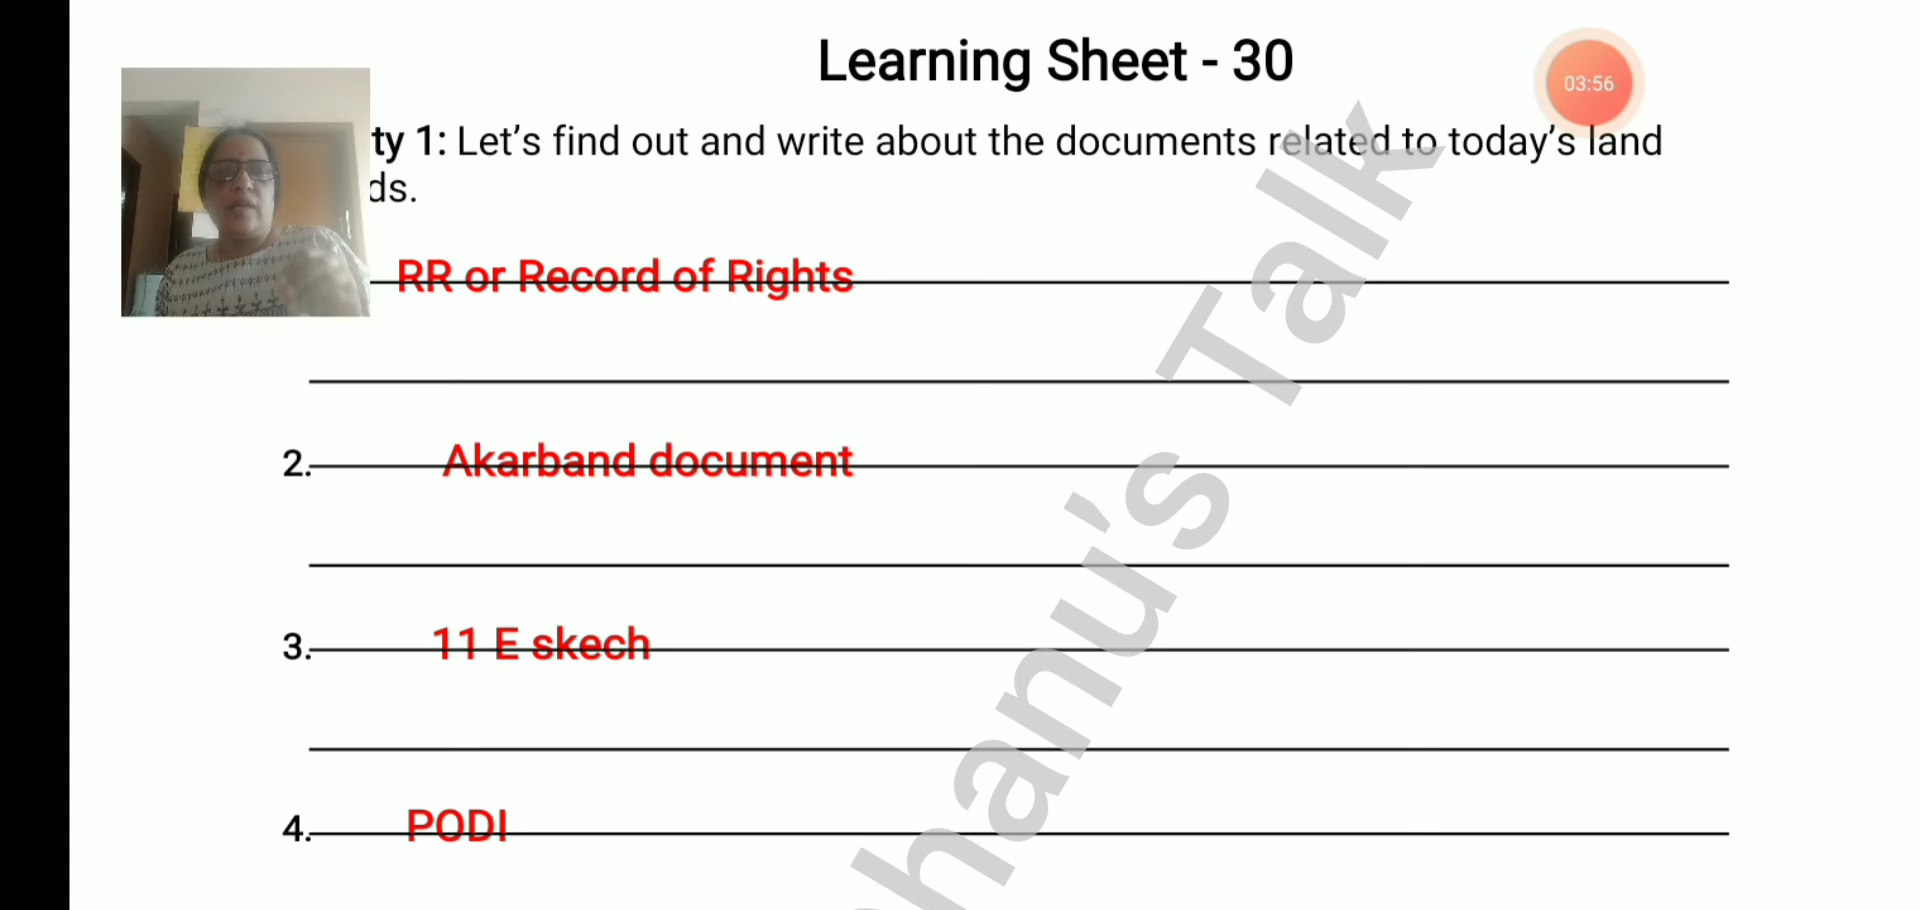 Learning Sheet - 30
03:56
ty 1: Let's find out and write about the documents related to today's land
ds.
RR or Record of Rights
2. Akarband document
3. 11 E skech
4. PODI
hanu's Talk